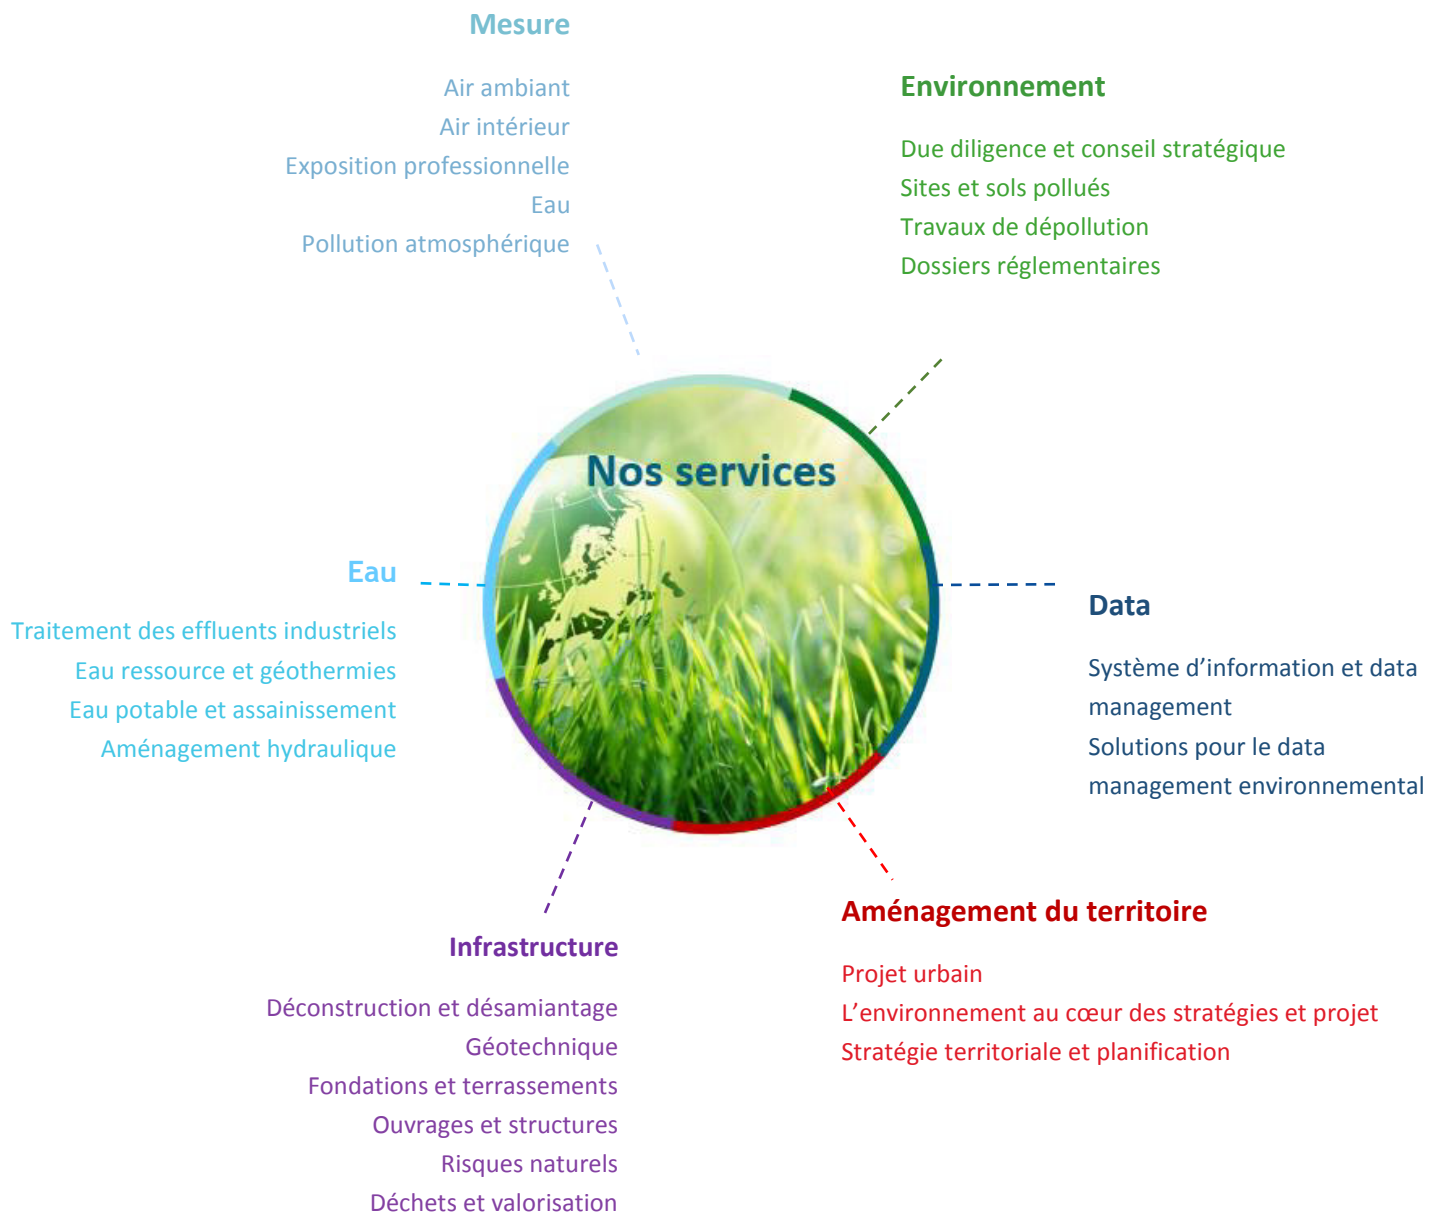 Mesure
Air ambiant
Air intérieur
Exposition professionnelle
Eau
Pollution atmosphérique
Environnement
Due diligence et conseil stratégique
Sites et sols pollués
Travaux de dépollution
Dossiers réglementaires
Nos services
Eau
Traitement des effluents industriels
Eau ressource et géothermies
Eau potable et assainissement
Aménagement hydraulique
Data
Système d’information et data
management
Solutions pour le data
management environnemental
Infrastructure
Déconstruction et désamiantage
Géotechnique
Fondations et terrassements
Ouvrages et structures
Risques naturels
Déchets et valorisation
Aménagement du territoire
Projet urbain
L’environnement au cœur des stratégies et projet
Stratégie territoriale et planification